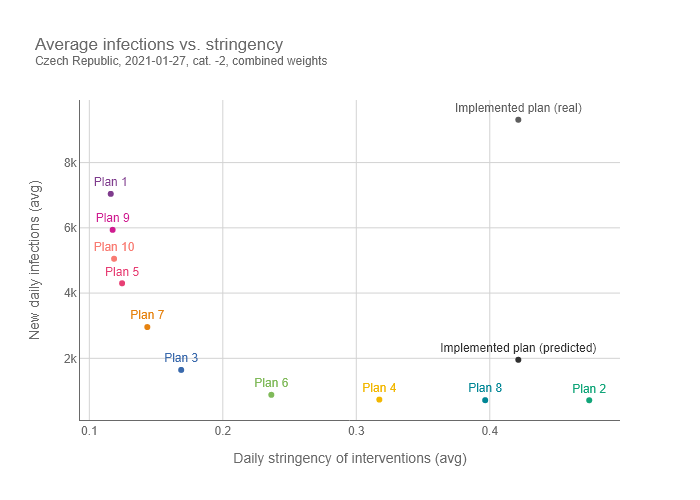 Average infections vs. stringency
Czech Republic, 2021-01-27, cat. -2, combined weights
Implemented plan (real)
8k
Plan 1
Plan 9
6k
Plan 10
Plan 5
4k
Plan 7
Implemented plan (predicted)
2k
Plan 3
Plan 6
Plan 4
Plan 8
Plan 2
0.1
0.2
0.3
0.4
New daily infections (avg)
Daily stringency of interventions (avg)